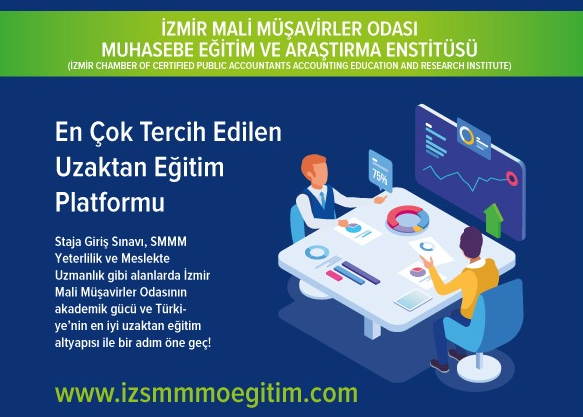 İZMİR MALİ MÜŞAVİRLER ODASI
MUHASEBE EĞİTİM VE ARAŞTIRMA ENSTİTÜSÜ
(İZMİR CHAMBER OF CERTIFIED PUBLIC ACCOUNTANTS ACCOUNTING EDUCATION AND RESEARCH INSTITUTE)
En Çok Tercih Edilen
Uzaktan Eğitim
Platformu
75%
Staja Giriş Sınavı, SMMM
Yeterlilik ve Meslekte
Uzmanlık gibi alanlarda İzmir
Mali Müşavirler Odasının
akademik gücü ve Türki-
ye'nin en iyi uzaktan eğitim
altyapısı ile bir adım öne geç!
www.izsmmmoegitim.com